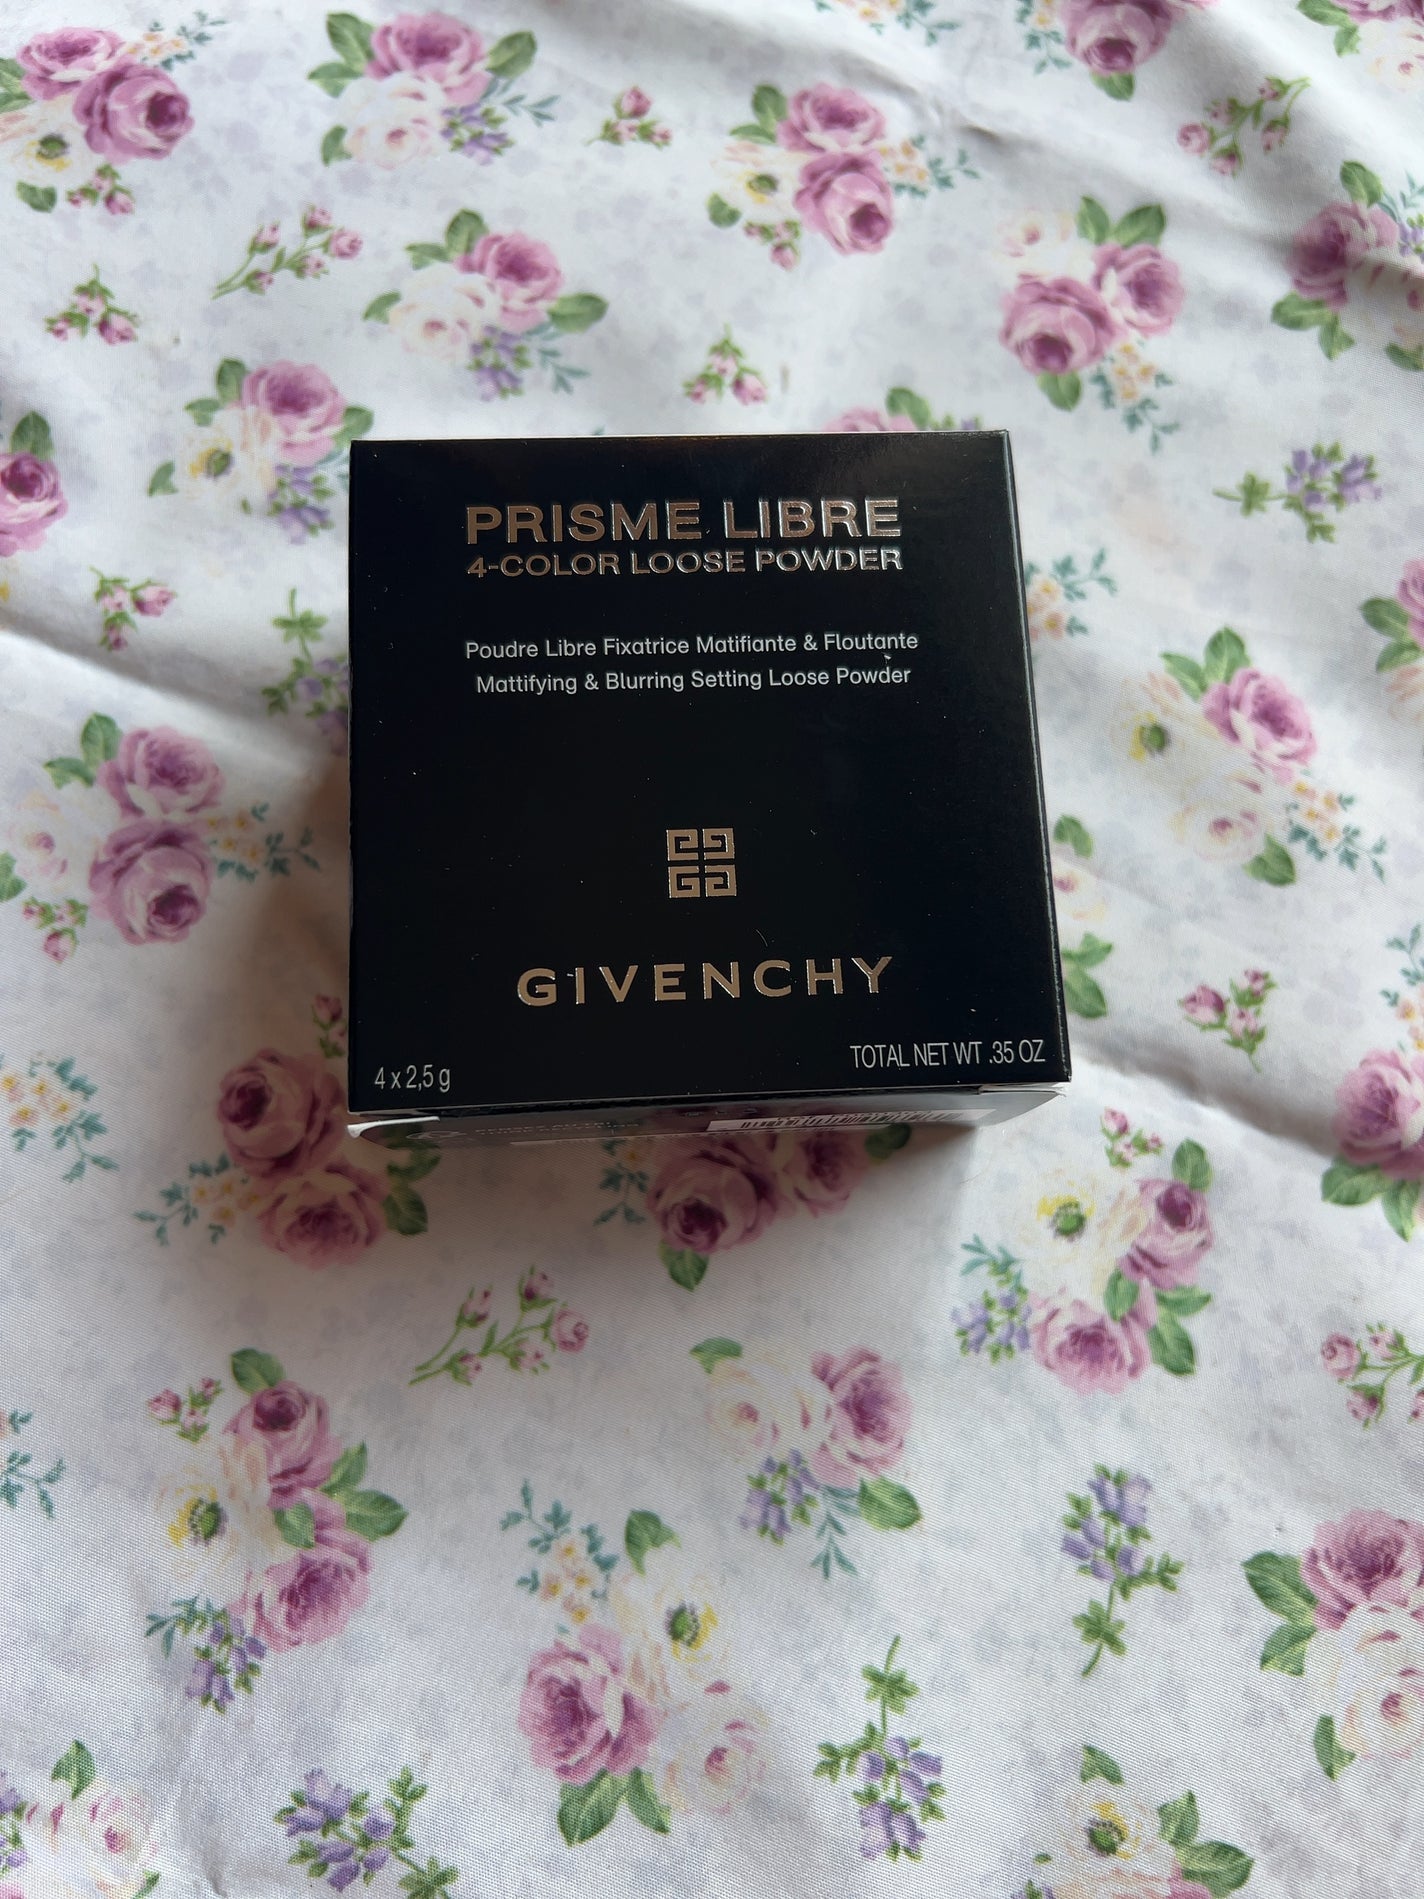 PRISME LIBRE
4-COLOR LOOSE POWDER
Poudre Libre Fixatrice Matifiante & Floutante
Mattifying & Blurring Setting Loose Powder
GIVENCHY
4 x 2,5 g
TOTAL NET WT .35 OZ